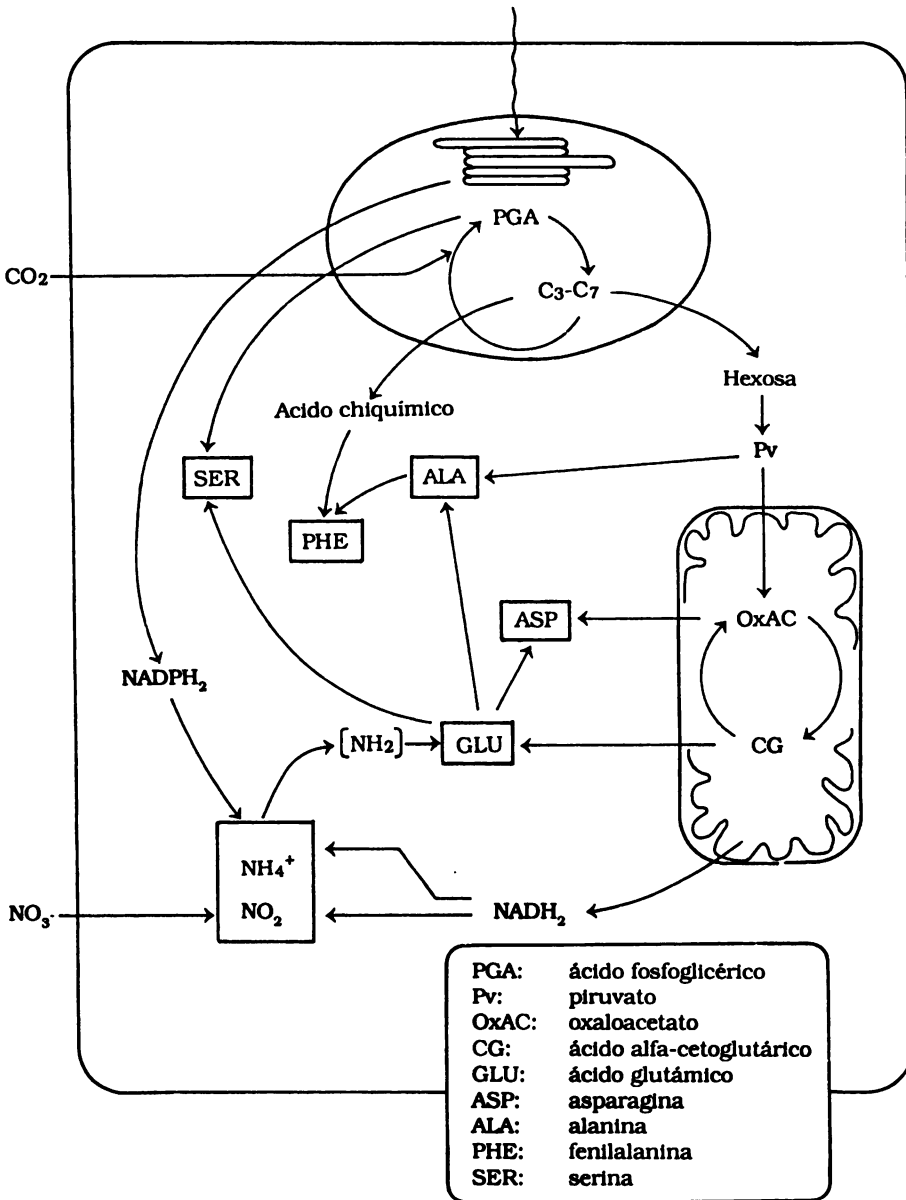 PGA
CO₂
C₃-C₇
Hexosa
Acido chiquímico
Pv
SER
ALA
PHE
ASP
OxAC
NADPH₂
[NH₂]
GLU
CG
NH₄⁺
NO₃-
NO₂
NADH₂
PGA: ácido fosfoglicérico
Pv: piruvato
OxAC: oxaloacetato
CG: ácido alfa-cetoglutárico
GLU: ácido glutámico
ASP: asparagina
ALA: alanina
PHE: fenilalanina
SER: serina